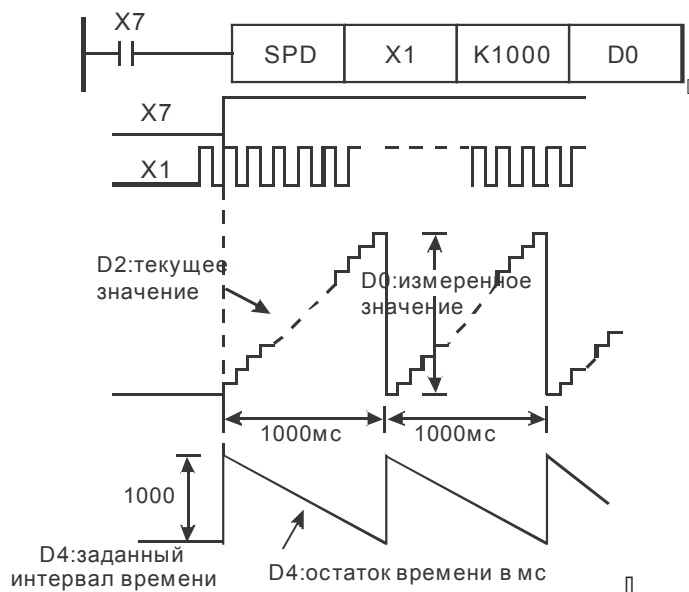 X7
SPD X1 K1000 D0
X7
X1
D2:текущее
значение
D0:измеренное
значение
1000мс 1000мс
1000
D4:заданный
интервал времени
D4:остаток времени в мс